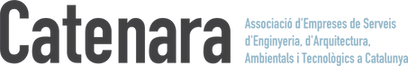 Catenara
Associació d'Empreses de Serveis
d'Enginyeria, d'Arquitectura,
Ambientals i Tecnològics a Catalunya